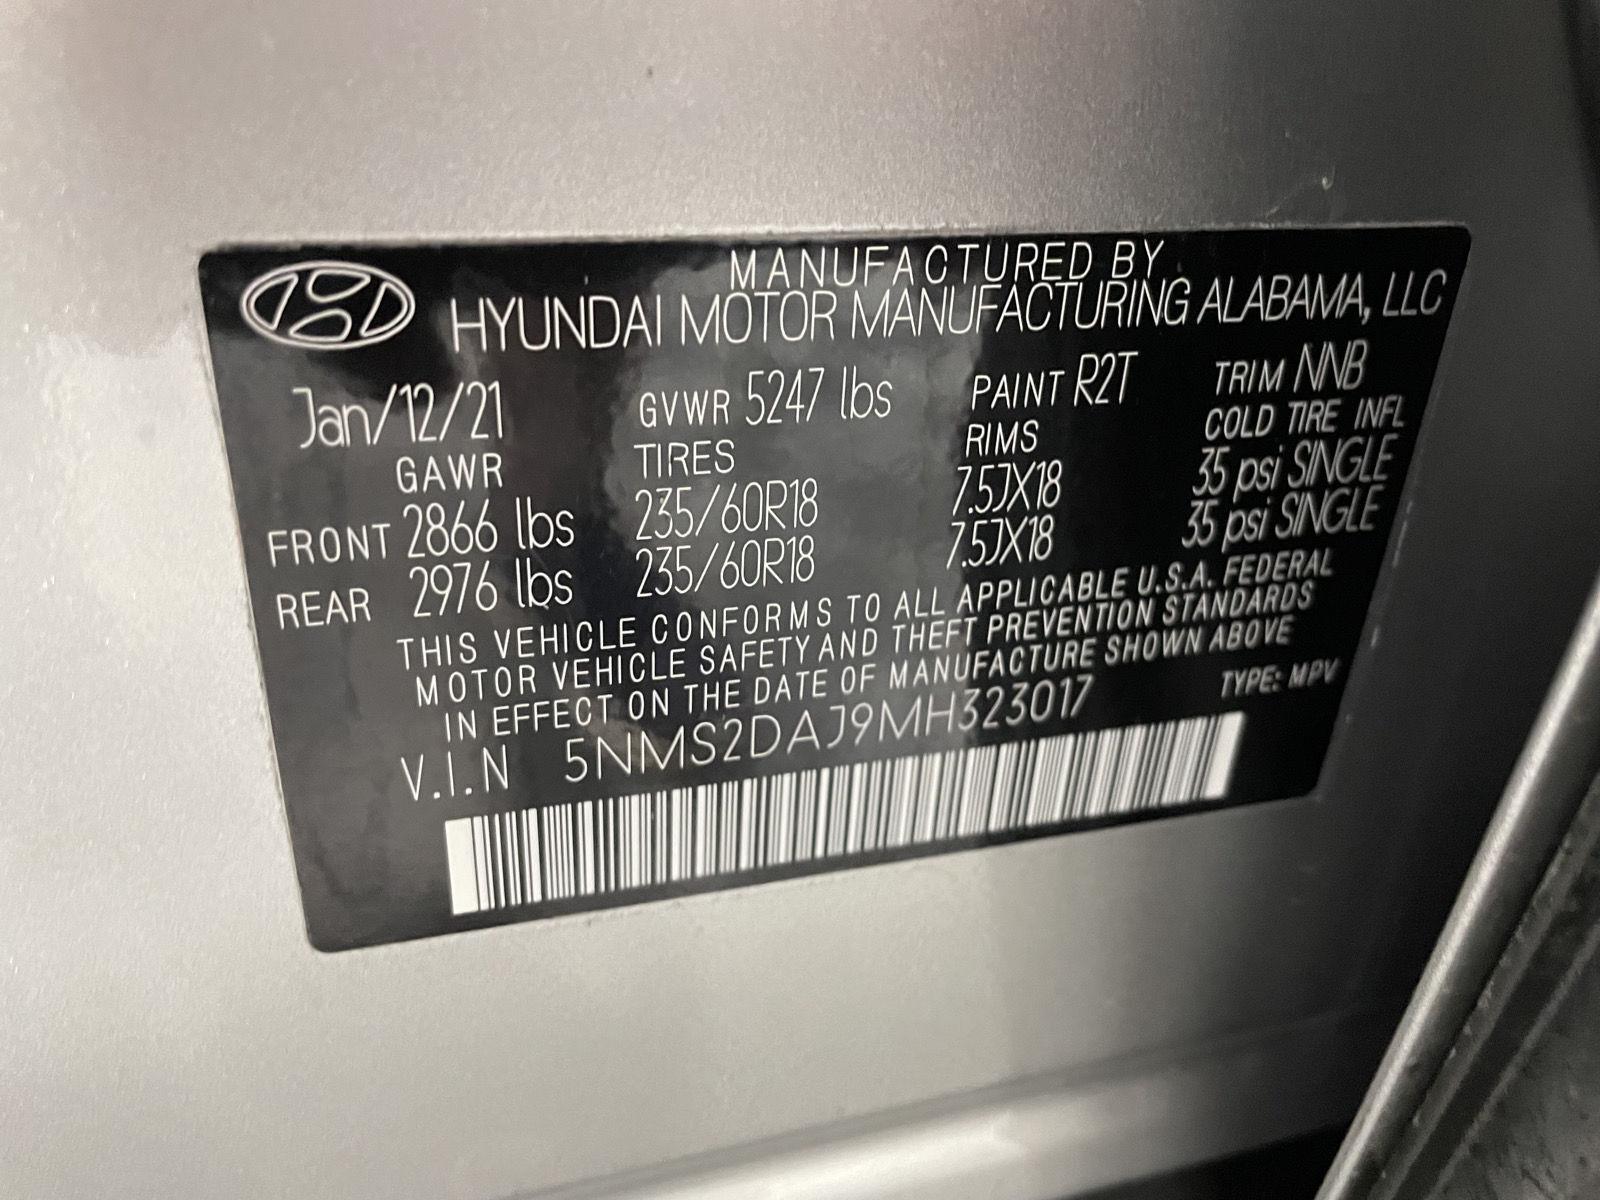 MANUFACTURED BY
HYUNDAI MOTOR MANUFACTURING ALABAMA, LLC
Jan/12/21 GVWR 5247 lbs PAINT R2T TRIM NNB
GAWR TIRES RIMS COLD TIRE INFL
FRONT 2866 lbs 235/60R18 7.5JX18 35 psi SINGLE
REAR 2976 lbs 235/60R18 7.5JX18 35 psi SINGLE
THIS VEHICLE CONFORMS TO ALL APPLICABLE U.S.A. FEDERAL
MOTOR VEHICLE SAFETY AND THEFT PREVENTION STANDARDS
IN EFFECT ON THE DATE OF MANUFACTURE SHOWN ABOVE
V.I.N 5NMS2DAJ9MH323017 TYPE: MPV